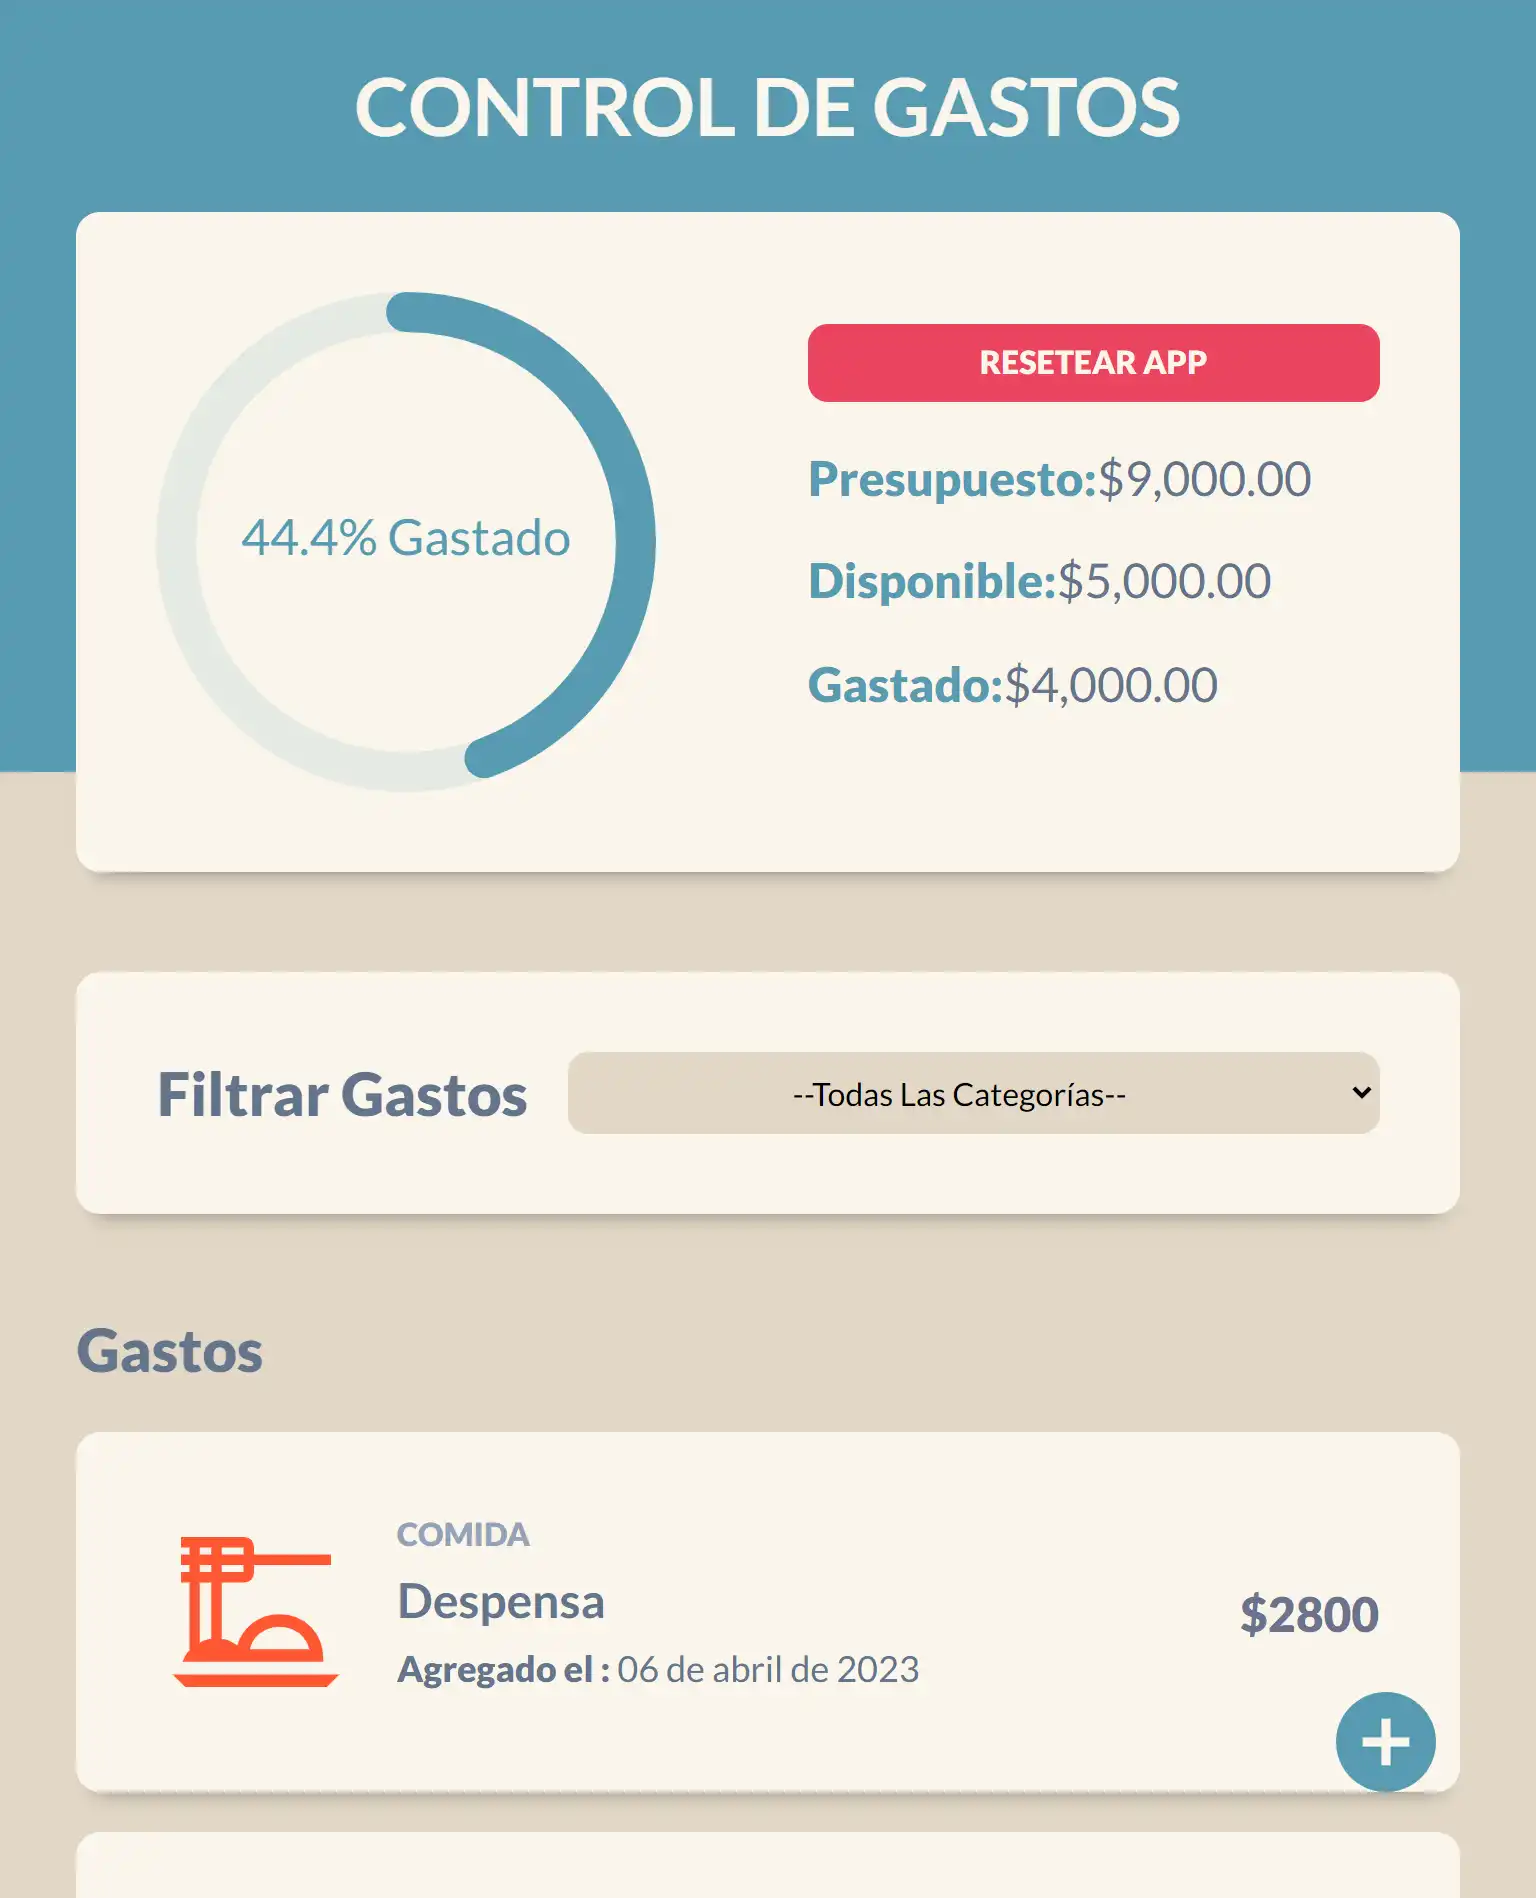 CONTROL DE GASTOS
44.4% Gastado
RESETEAR APP
Presupuesto:$9,000.00
Disponible:$5,000.00
Gastado:$4,000.00
Filtrar Gastos
--Todas Las Categorías--
Gastos
COMIDA
Despensa
$2800
Agregado el : 06 de abril de 2023